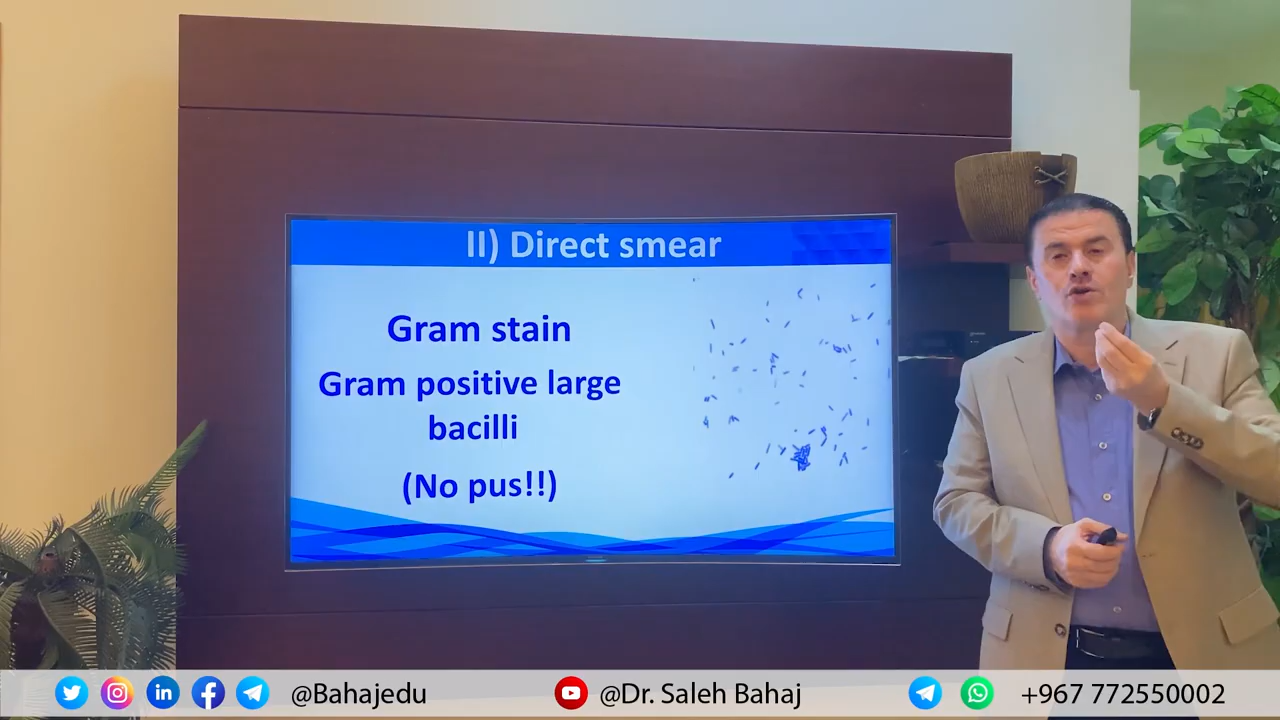 II) Direct smear
Gram stain
Gram positive large
bacilli
(No pus!!)
@Bahajedu
@Dr. Saleh Bahaj
+967 772550002